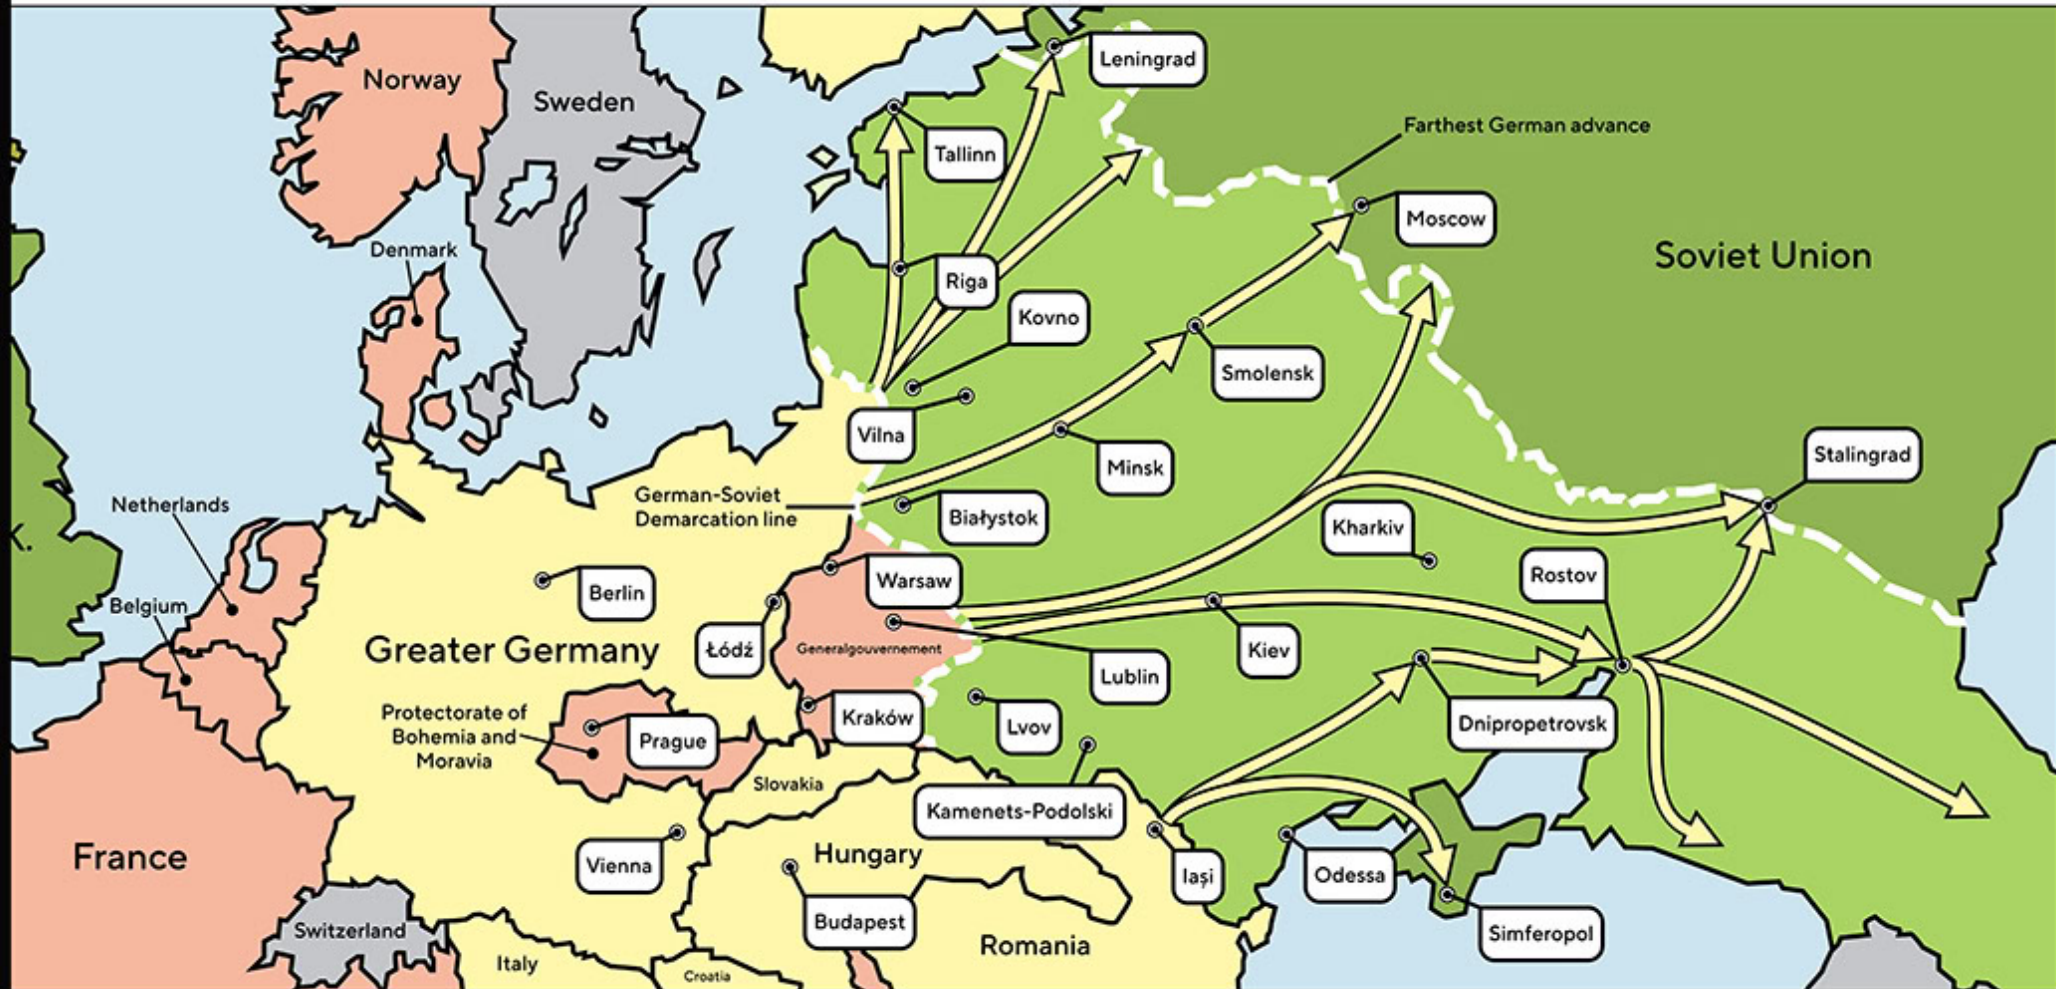 Norway
Sweden
Leningrad
Farthest German advance
Tallinn
Moscow
Soviet Union
Denmark
Riga
Kovno
Smolensk
Vilna
Minsk
Stalingrad
German-Soviet
Demarcation line
Netherlands
Białystok
Kharkiv
K.
Berlin
Warsaw
Rostov
Belgium
Greater Germany
Łódź
Generalgouvernement
Kiev
Lublin
Protectorate of
Bohemia and
Moravia
Prague
Kraków
Lvov
Dnipropetrovsk
Slovakia
Kamenets-Podolski
France
Vienna
Hungary
Iași
Odessa
Budapest
Switzerland
Romania
Simferopol
Italy
Croatia